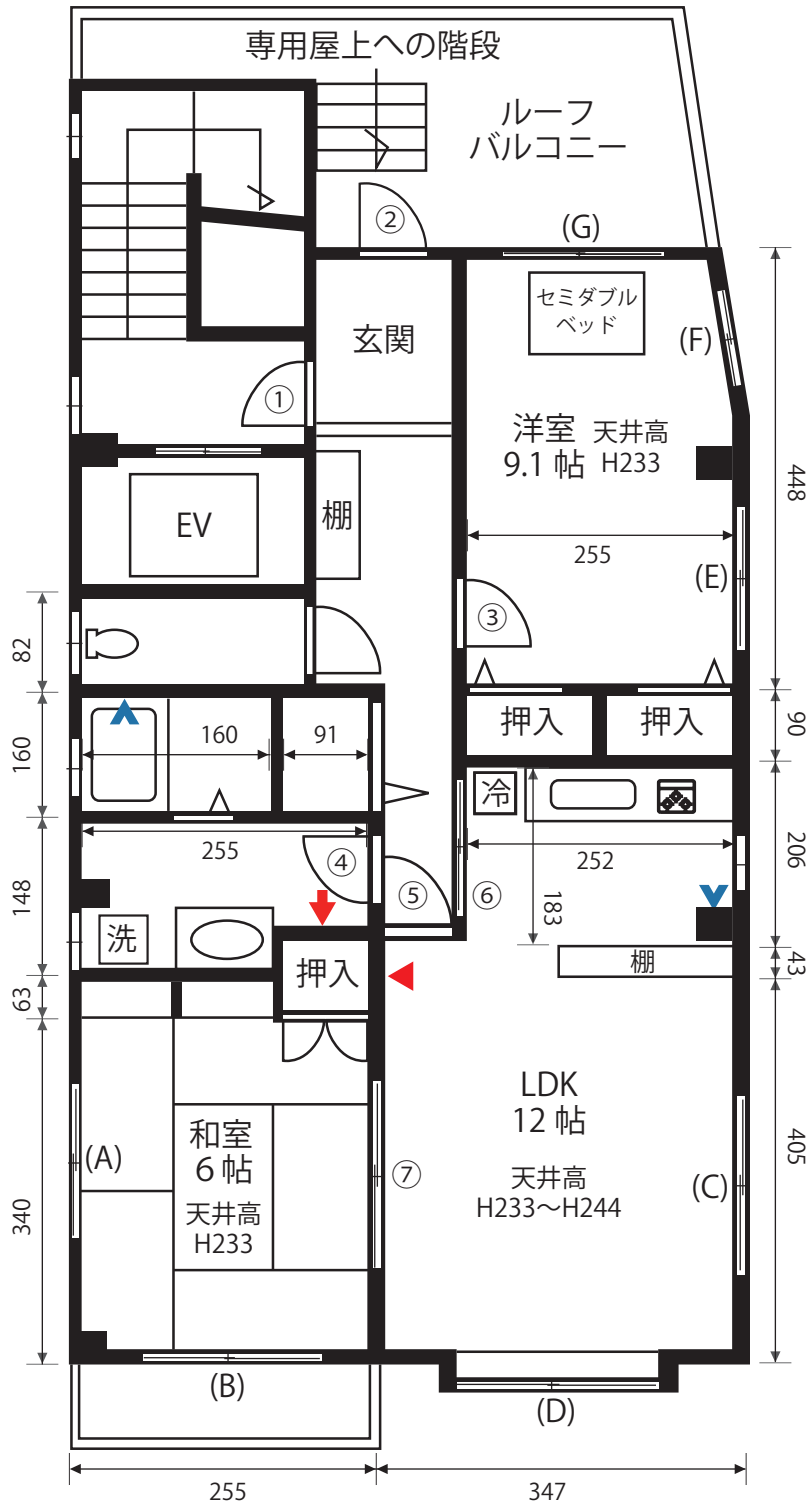 専用屋上への階段
ルーフ
バルコニー
②
(G)
セミダブル
ベッド
(F)
玄関
①
洋室 天井高
9.1 帖 H233
448
棚
EV
255
(E)
③
82
押入
押入
90
160
91
160
冷
206
255
④
⑤
⑥
252
183
148
洗
押入
棚
43
63
LDK
12 帖
和室
6 帖
(A)
405
天井高
H233
⑦
天井高
H233～H244
(C)
340
(B)
(D)
255
347